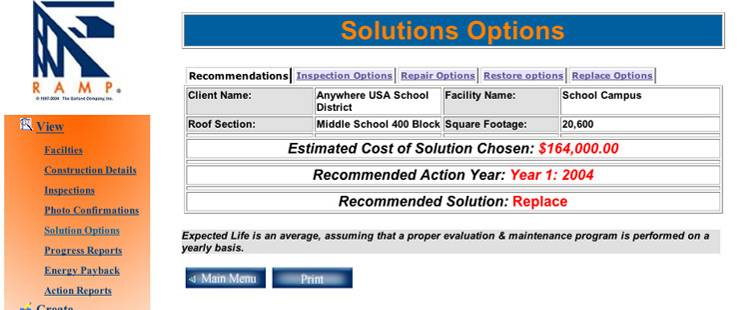 Solutions Options
RAMP®
© 1997-2004 The Garland Company, Inc.
View
Facilties
Construction Details
Inspections
Photo Confirmations
Solution Options
Progress Reports
Energy Payback
Action Reports
Create
Recommendations Inspection Options Repair Options Restore options Replace Options
Client Name: Anywhere USA School District Facility Name: School Campus
Roof Section: Middle School 400 Block Square Footage: 20,600
Estimated Cost of Solution Chosen: $164,000.00
Recommended Action Year: Year 1: 2004
Recommended Solution: Replace
Expected Life is an average, assuming that a proper evaluation & maintenance program is performed on a
yearly basis.
Main Menu Print